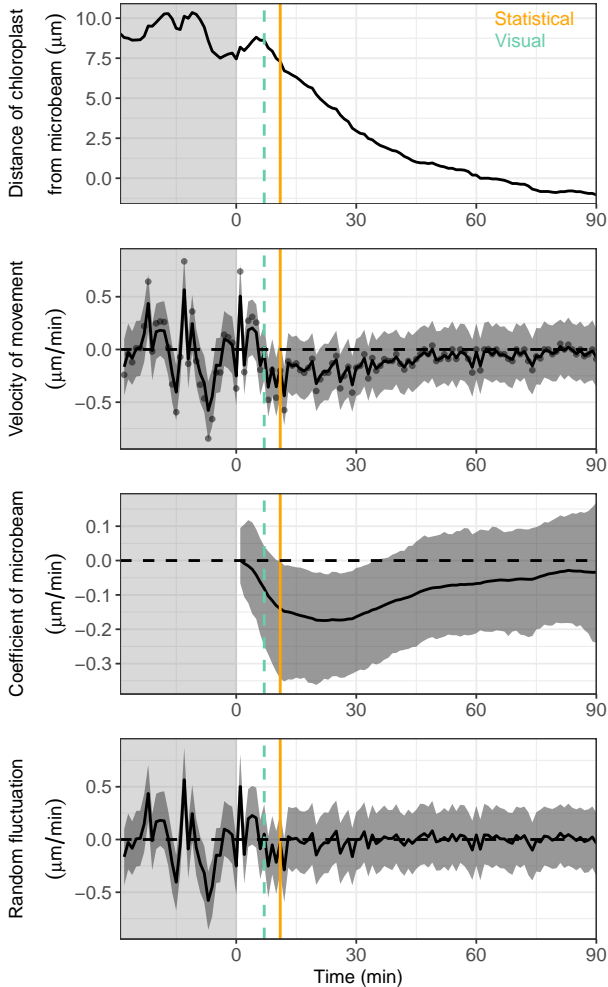 Distance of chloroplast
from microbeam (μm)
10.0
7.5
5.0
2.5
0.0
Statistical
Visual
0
30
60
90
Velocity of movement
(μm/min)
0.5
0.0
−0.5
0
30
60
90
Coefficient of microbeam
(μm/min)
0.1
0.0
−0.1
−0.2
−0.3
0
30
60
90
Random fluctuation
(μm/min)
0.5
0.0
−0.5
0
30
60
90
Time (min)